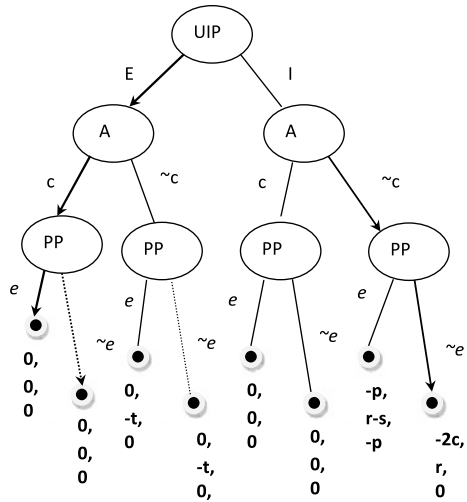 UIP
E I
A A
c ~c c ~c
PP PP PP PP
e ~e e ~e e ~e e ~e
0,
0,
0
0,
0,
0
0,
-t,
0
0,
-t,
0,
0,
0,
0
0,
0,
0
-p,
r-s,
-p
-2c,
r,
0